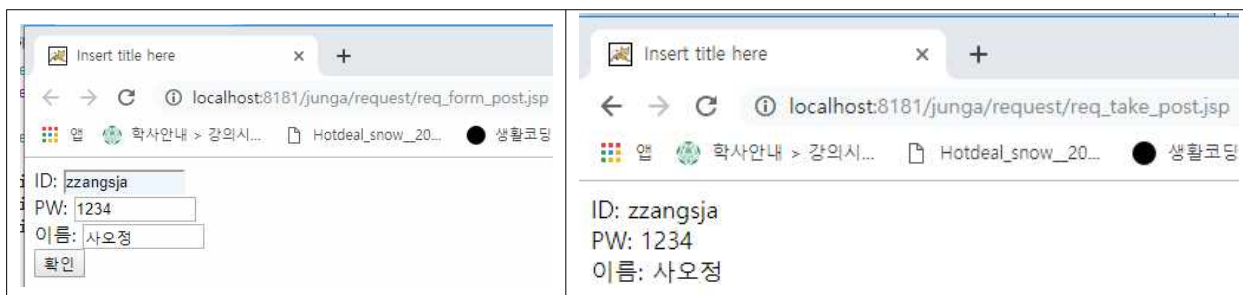 Insert title here
localhost:8181/junga/request/req_form_post.jsp
앱 학사안내 > 강의시... Hotdeal_snow__20... 생활코딩
ID: zzangsja
PW: 1234
이름: 사오정
확인
Insert title here
localhost:8181/junga/request/req_take_post.jsp
앱 학사안내 > 강의시... Hotdeal_snow__20... 생활코딩
ID: zzangsja
PW: 1234
이름: 사오정